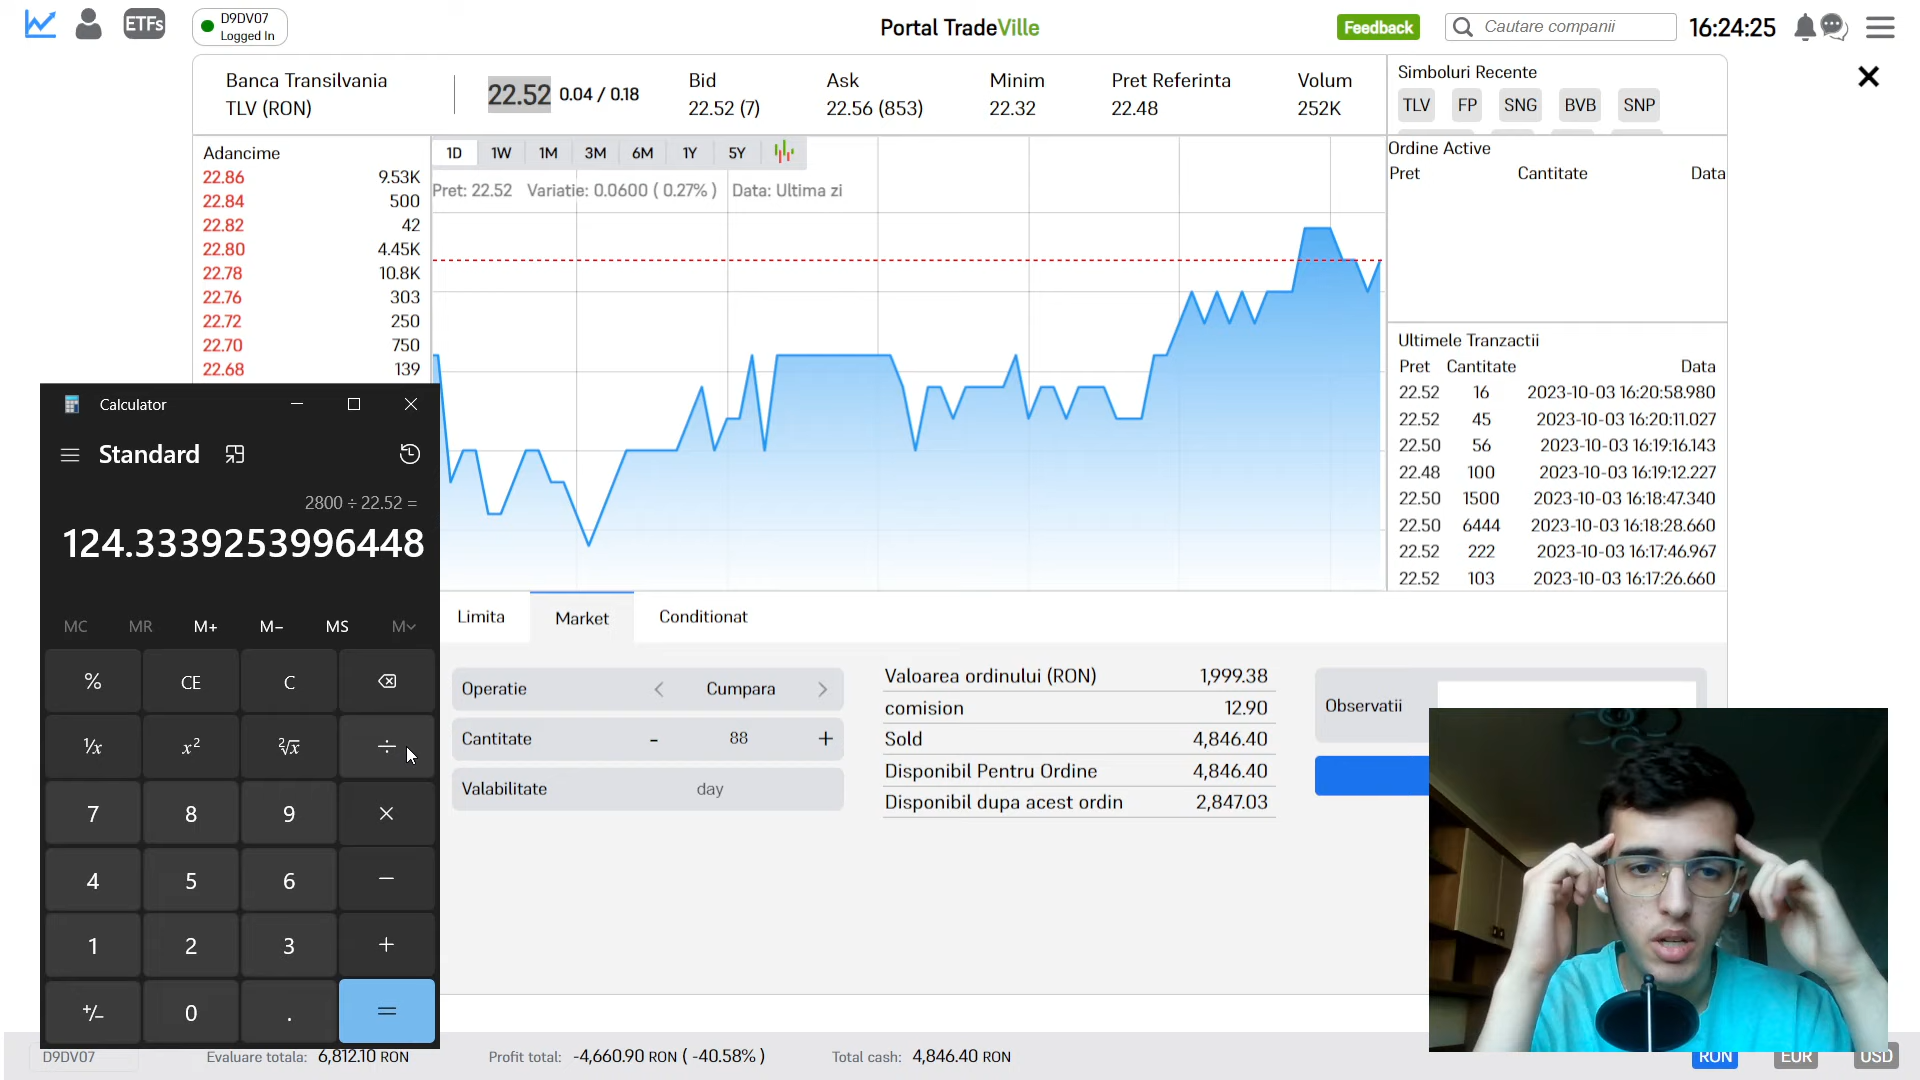 ETFs
D9DV07
Logged In
Portal TradeVille
Feedback
Cautare companii
16:24:25
Banca Transilvania
TLV (RON)
22.52 0.04 / 0.18
Bid
22.52 (7)
Ask
22.56 (853)
Minim
22.32
Pret Referinta
22.48
Volum
252K
Simboluri Recente
TLV FP SNG BVB SNP
Adancime
22.86 9.53K
22.84 500
22.82 42
22.80 4.45K
22.78 10.8K
22.76 303
22.72 250
22.70 750
22.68 139
1D 1W 1M 3M 6M 1Y 5Y
Pret: 22.52 Variatie: 0.0600 ( 0.27% ) Data: Ultima zi
Ordine Active
Pret Cantitate Data
Ultimele Tranzactii
Pret Cantitate Data
22.52 16 2023-10-03 16:20:58.980
22.52 45 2023-10-03 16:20:11.027
22.50 56 2023-10-03 16:19:16.143
22.48 100 2023-10-03 16:19:12.227
22.50 1500 2023-10-03 16:18:47.340
22.50 6444 2023-10-03 16:18:28.660
22.52 222 2023-10-03 16:17:46.967
22.52 103 2023-10-03 16:17:26.660
Calculator
Standard
2800 ÷ 22.52 =
124.3339253996448
MC MR M+ M− MS M˅
% CE C
¹/x x² ²√x ÷
7 8 9 ×
4 5 6 −
1 2 3 +
+/− 0 . =
Limita Market Conditionat
Operatie < Cumpara >
Cantitate - 88 +
Valabilitate day
Valoarea ordinului (RON) 1,999.38
comision 12.90
Sold 4,846.40
Disponibil Pentru Ordine 4,846.40
Disponibil dupa acest ordin 2,847.03
Observatii
D9DV07 Evaluare totala: 6,812.10 RON Profit total: -4,660.90 RON ( -40.58% ) Total cash: 4,846.40 RON
RON EUR USD